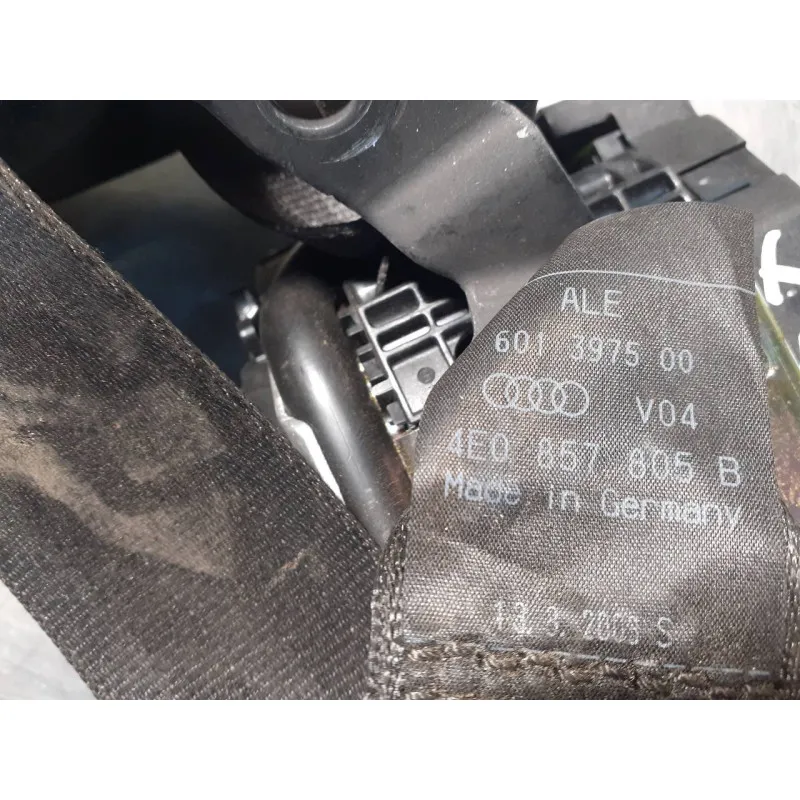 ALE
601 3975 00
V04
4E0 857 805 B
Made in Germany
S